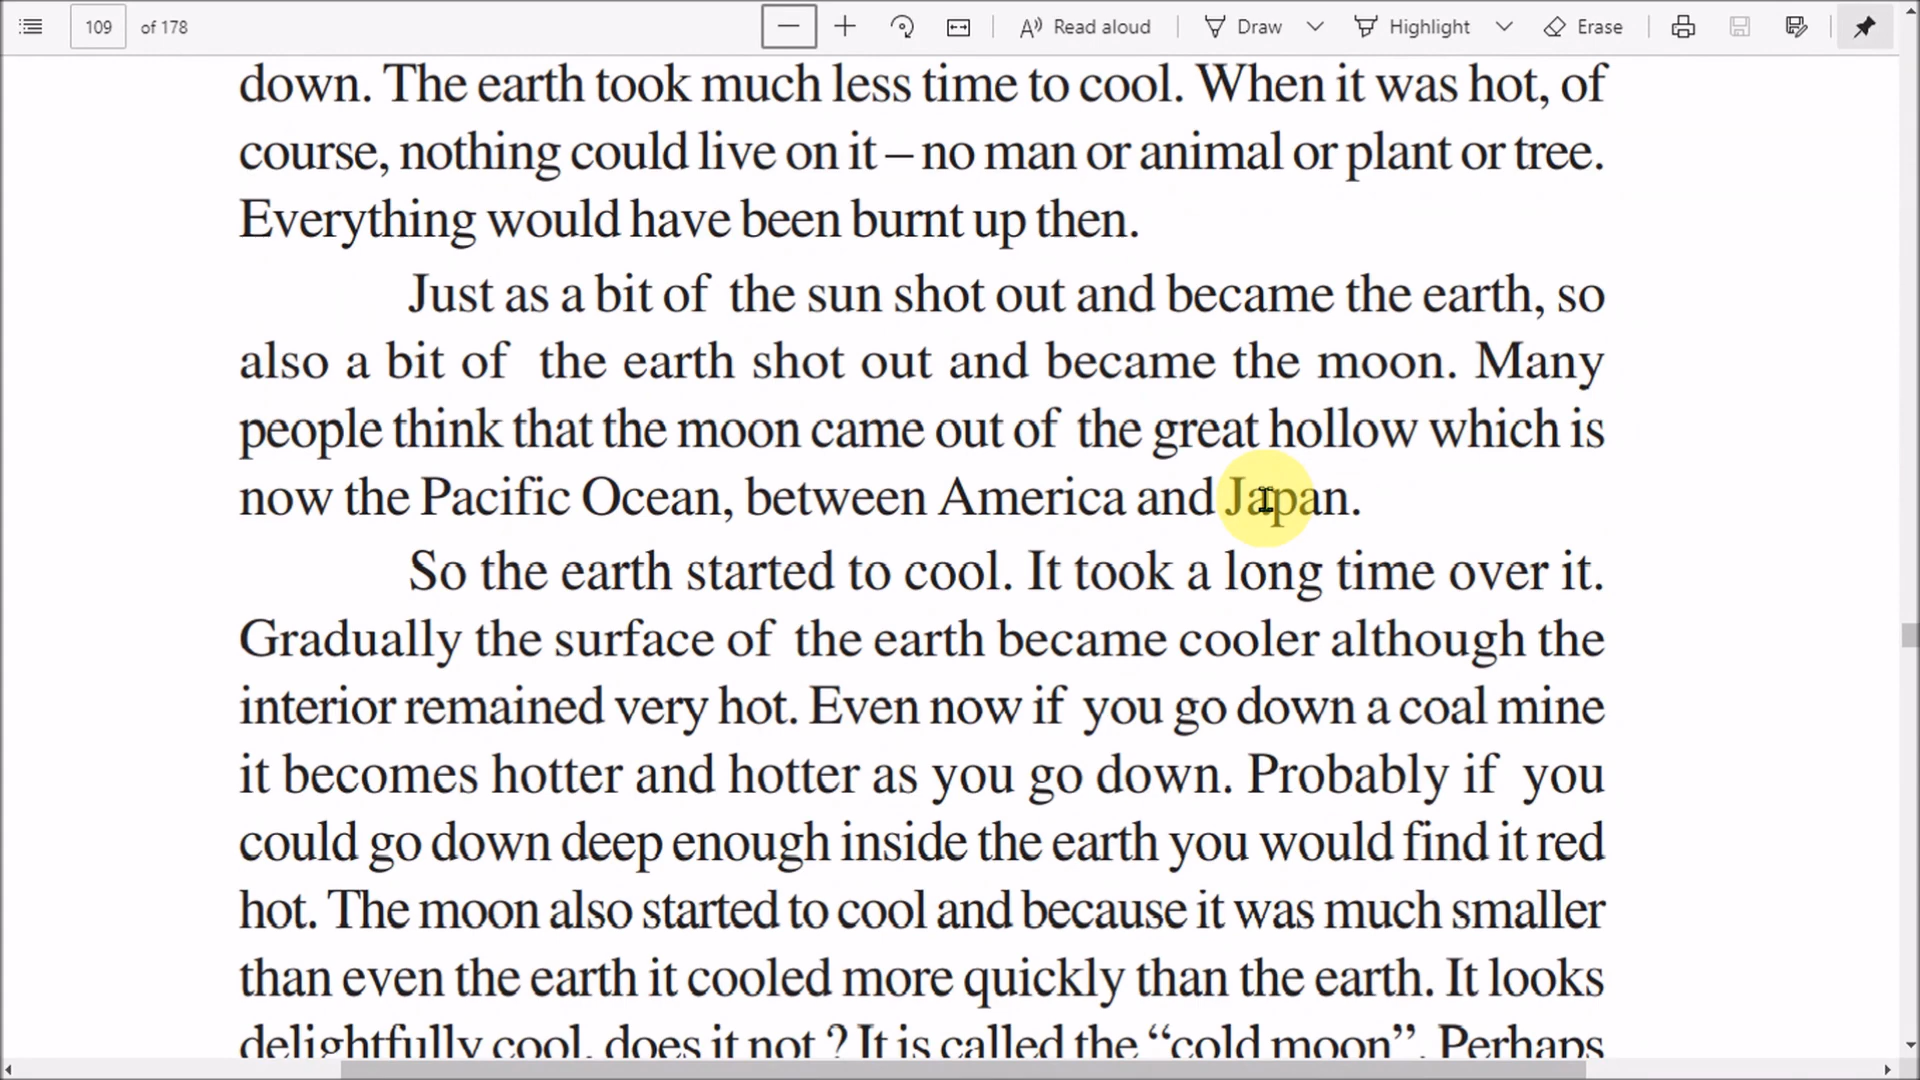 109 of 178 Read aloud Draw Highlight Erase
down. The earth took much less time to cool. When it was hot, of
course, nothing could live on it – no man or animal or plant or tree.
Everything would have been burnt up then.
Just as a bit of the sun shot out and became the earth, so
also a bit of the earth shot out and became the moon. Many
people think that the moon came out of the great hollow which is
now the Pacific Ocean, between America and Japan.
So the earth started to cool. It took a long time over it.
Gradually the surface of the earth became cooler although the
interior remained very hot. Even now if you go down a coal mine
it becomes hotter and hotter as you go down. Probably if you
could go down deep enough inside the earth you would find it red
hot. The moon also started to cool and because it was much smaller
than even the earth it cooled more quickly than the earth. It looks
delightfully cool, does it not ? It is called the “cold moon”. Perhaps